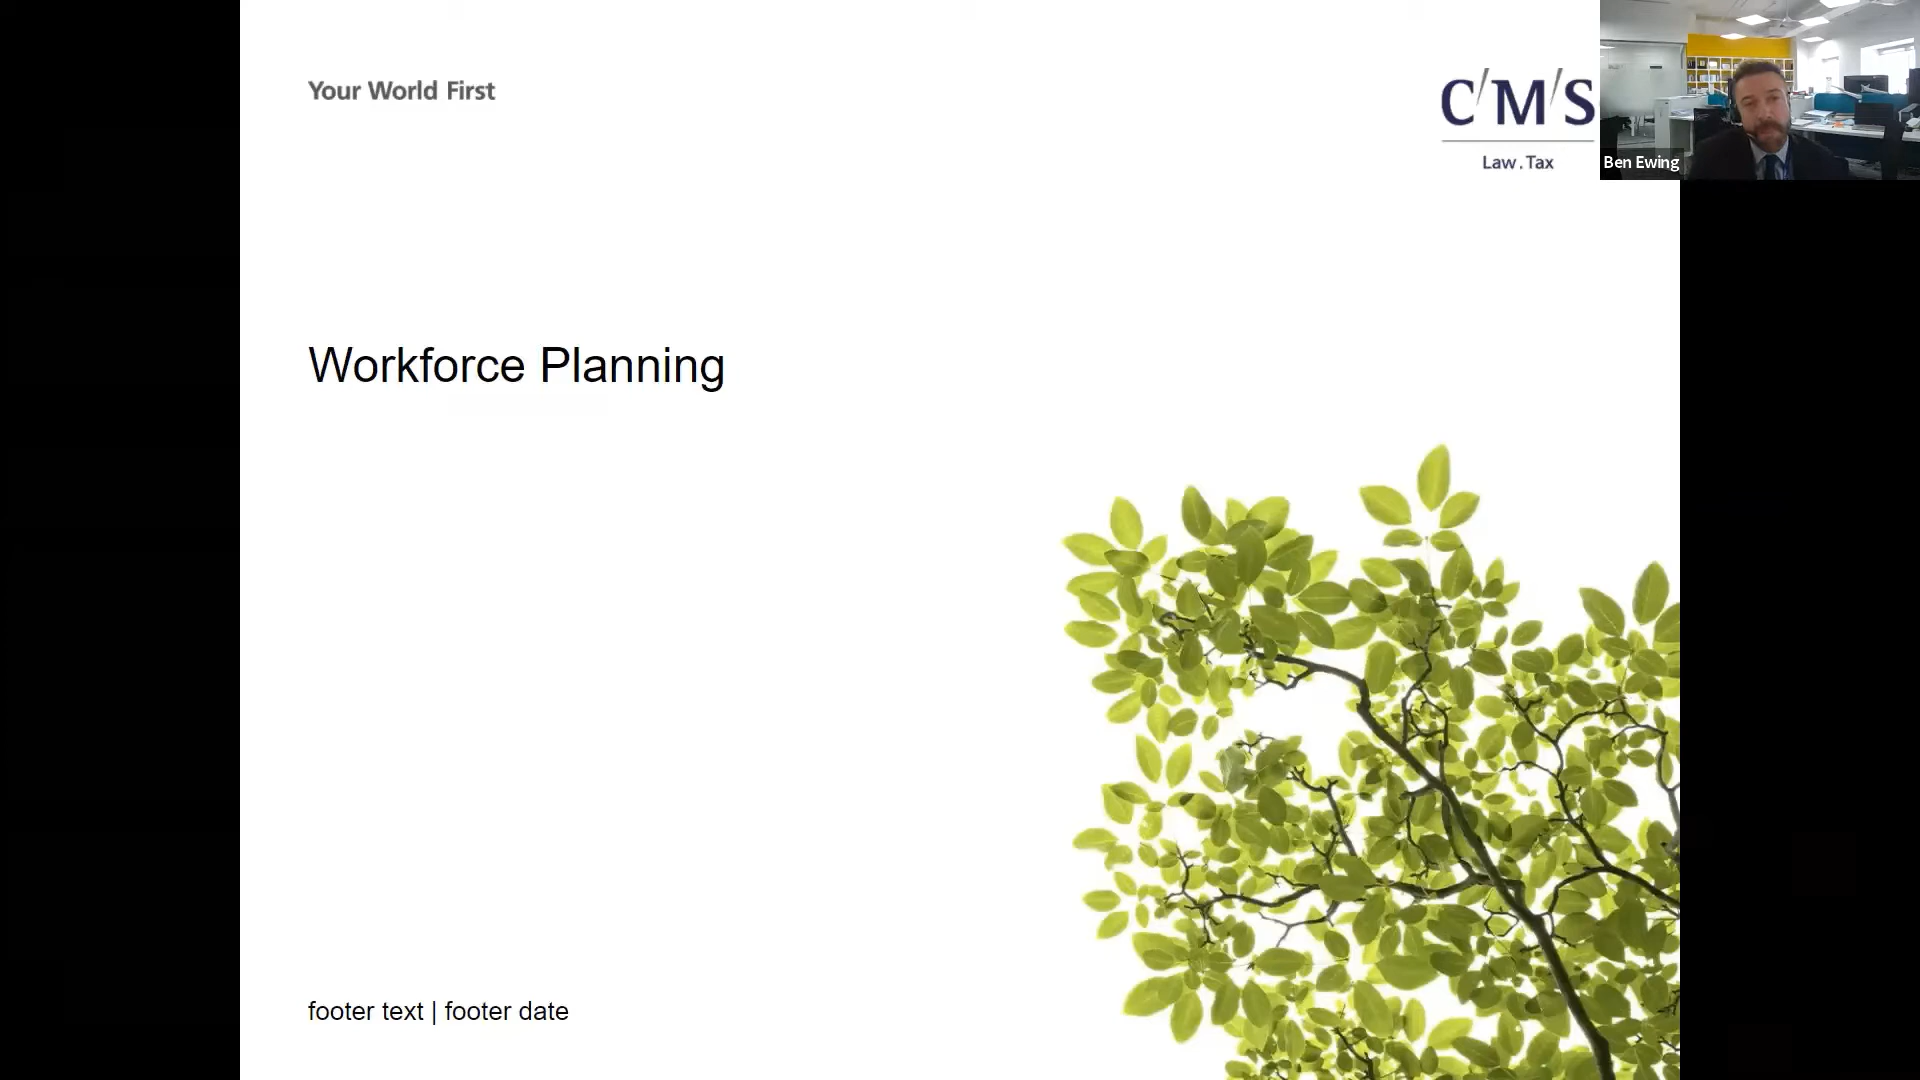 Your World First
C/M/S
Law.Tax
Ben Ewing
Workforce Planning
footer text | footer date